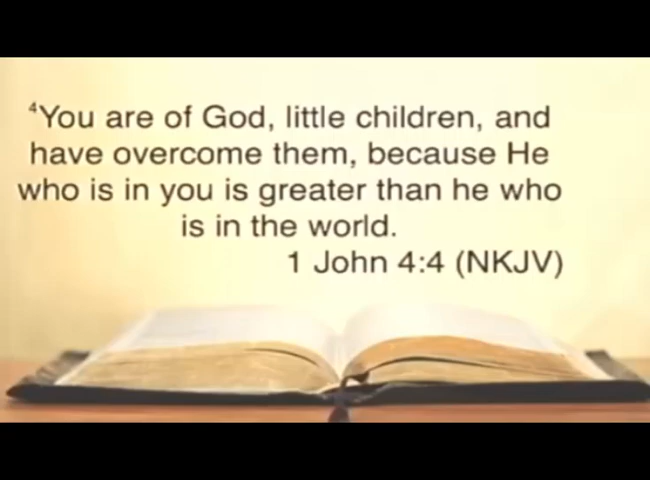 ⁴You are of God, little children, and
have overcome them, because He
who is in you is greater than he who
is in the world.
1 John 4:4 (NKJV)